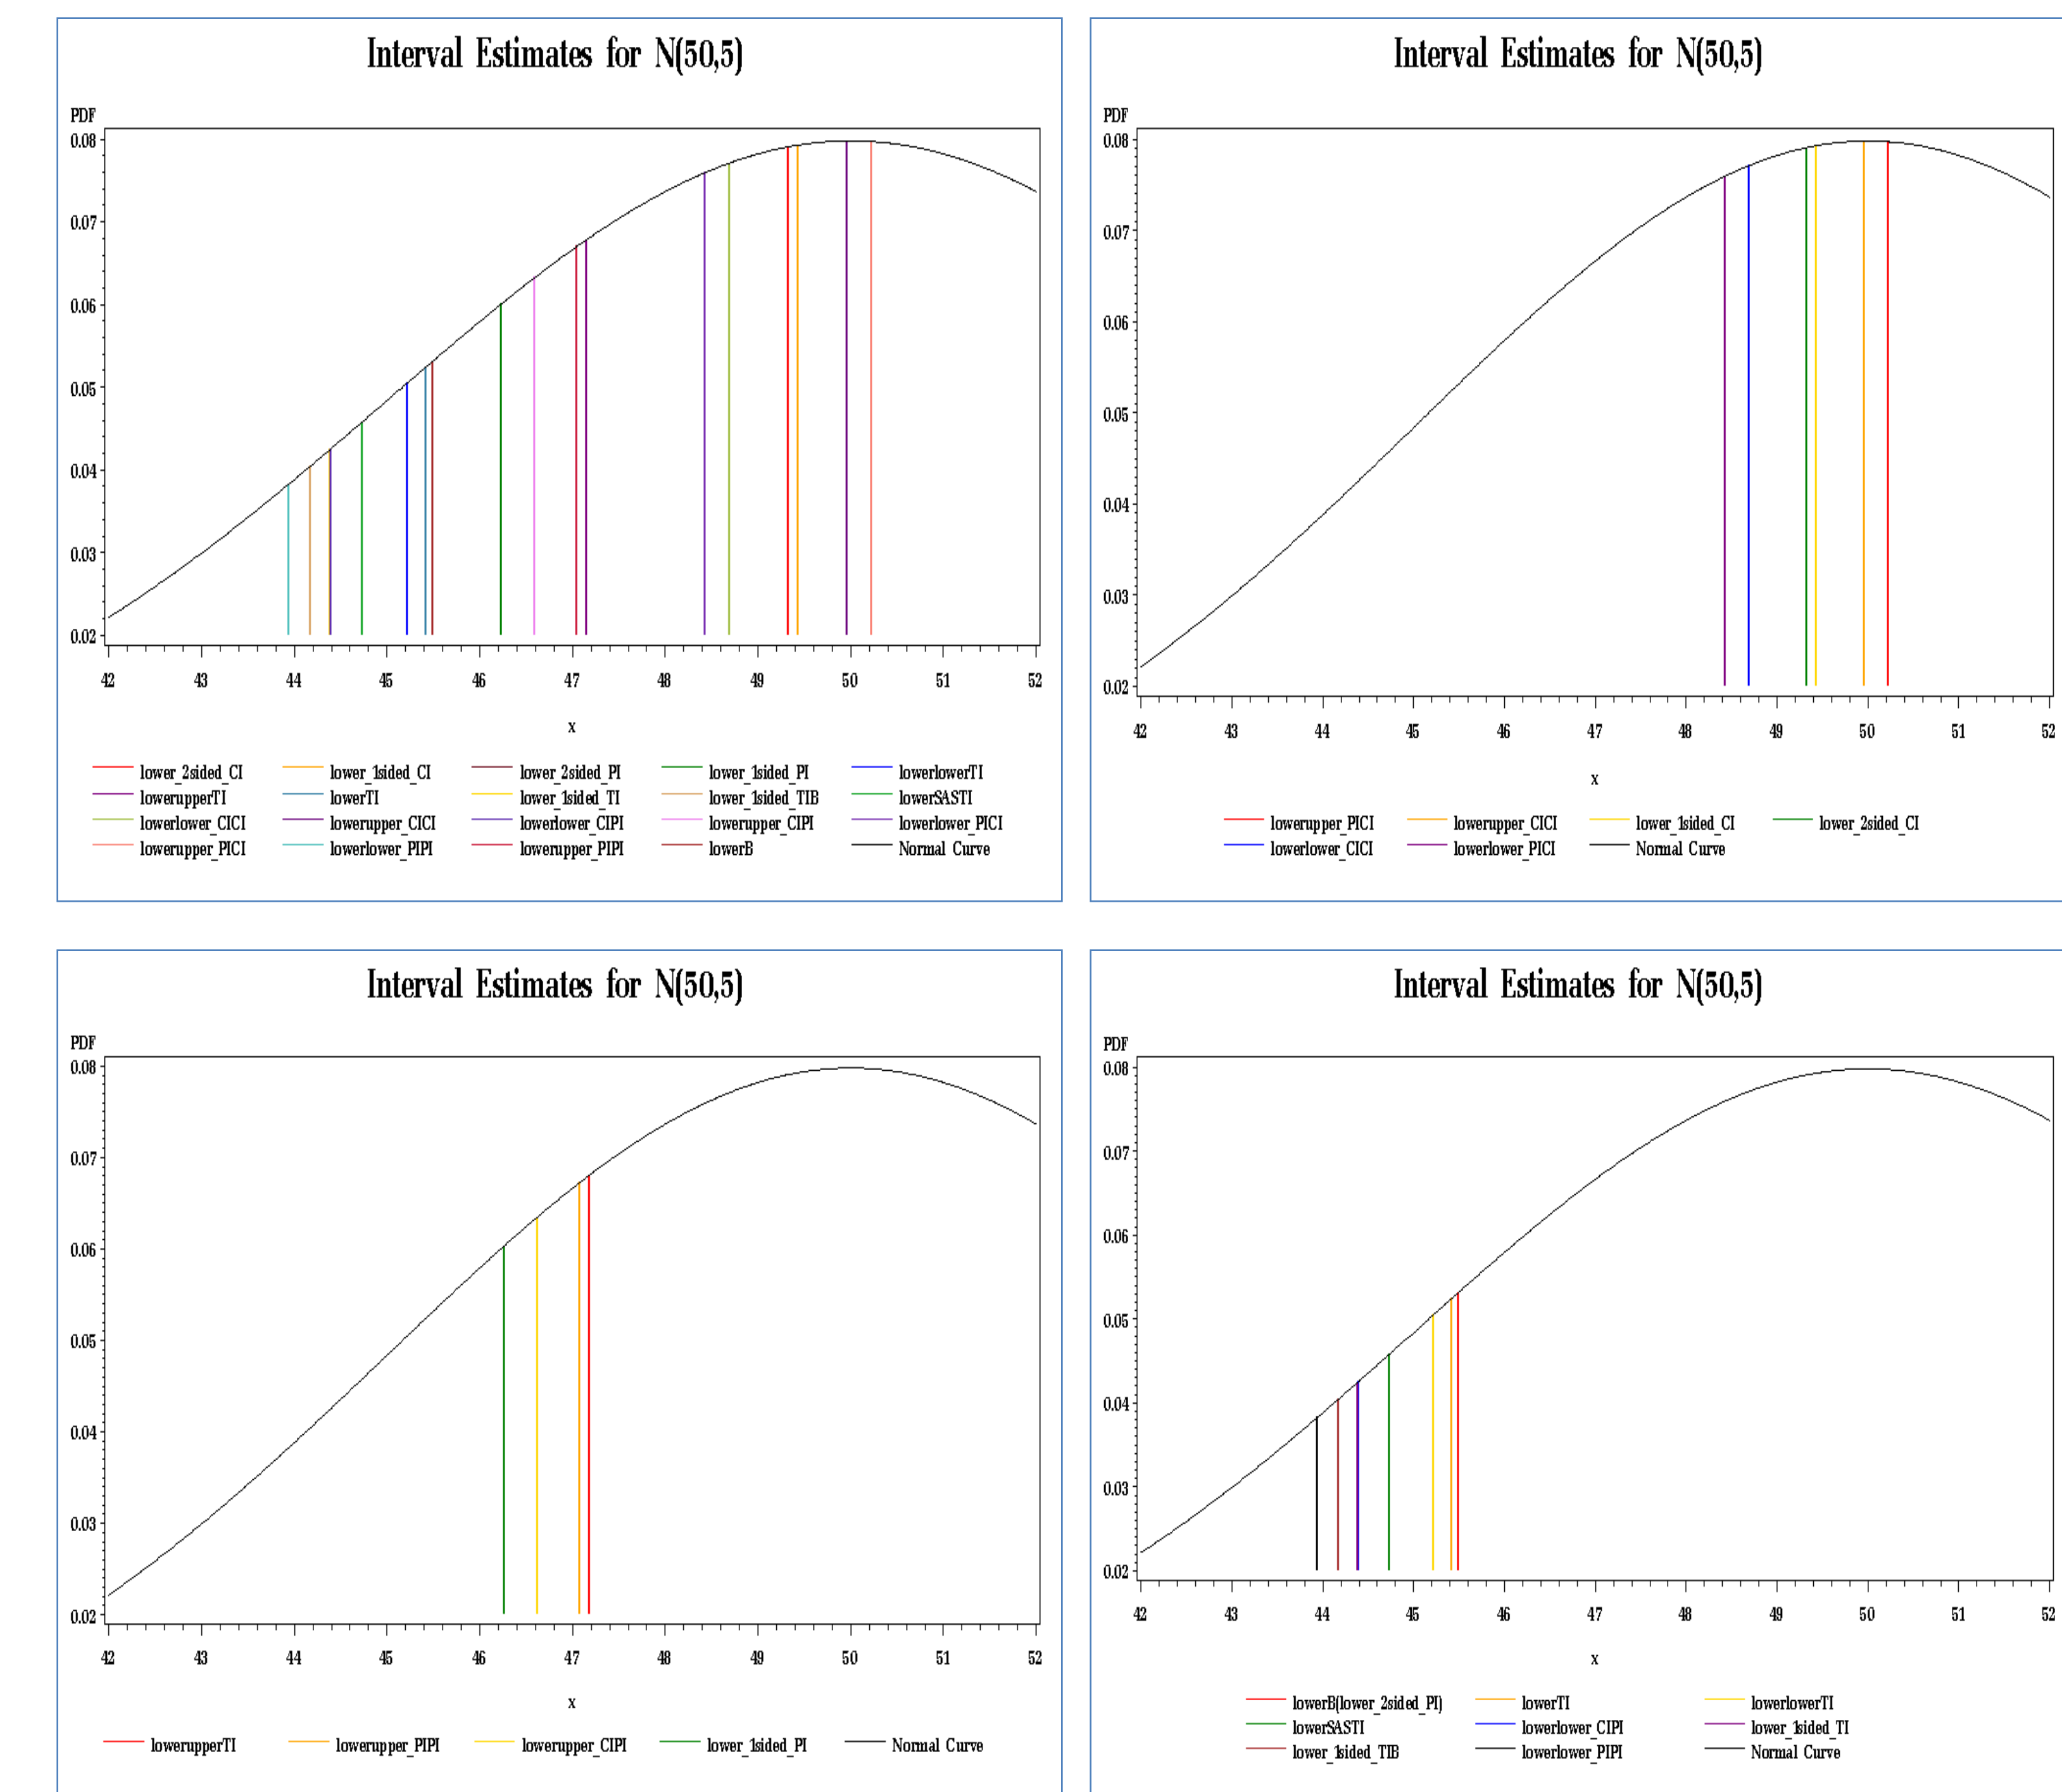 Interval Estimates for N(50,5)
PDF
0.08
0.07
0.06
0.05
0.04
0.03
0.02
42 43 44 45 46 47 48 49 50 51 52
x
lower_2sided_CI lower_1sided_CI lower_2sided_PI lower_1sided_PI lowerlowerTI
lowerupperTI lowerTI lower_1sided_TI lower_1sided_TIB lowerSASTI
lowerlower_CICI lowerupper_CICI lowerlower_CIPI lowerupper_CIPI lowerlower_PICI
lowerupper_PICI lowerlower_PIPI lowerupper_PIPI lowerB Normal Curve
Interval Estimates for N(50,5)
PDF
0.08
0.07
0.06
0.05
0.04
0.03
0.02
42 43 44 45 46 47 48 49 50 51 52
x
lowerupper_PICI lowerupper_CICI lower_1sided_CI lower_2sided_CI
lowerlower_CICI lowerlower_PICI Normal Curve
Interval Estimates for N(50,5)
PDF
0.08
0.07
0.06
0.05
0.04
0.03
0.02
42 43 44 45 46 47 48 49 50 51 52
x
lowerupperTI lowerupper_PIPI lowerupper_CIPI lower_1sided_PI Normal Curve
Interval Estimates for N(50,5)
PDF
0.08
0.07
0.06
0.05
0.04
0.03
0.02
42 43 44 45 46 47 48 49 50 51 52
x
lowerB(lower_2sided_PI) lowerTI lowerlowerTI
lowerSASTI lowerlower_CIPI lower_1sided_TI
lower_1sided_TIB lowerlower_PIPI Normal Curve